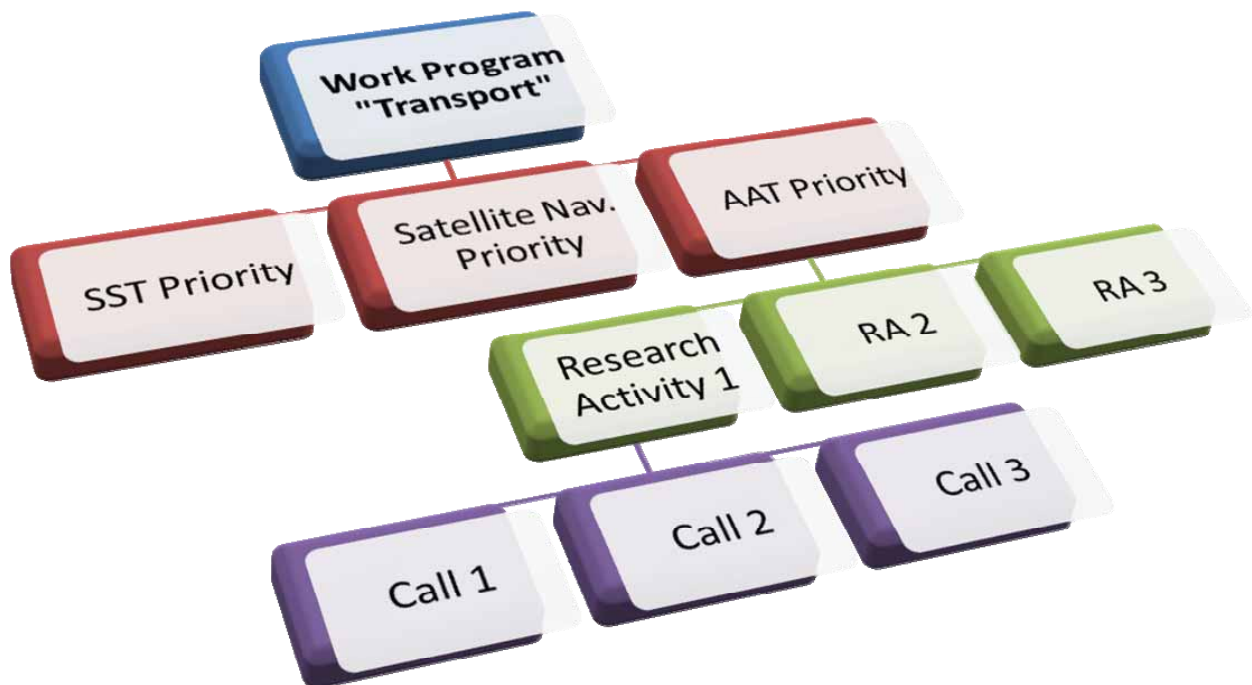 Work Program
"Transport"
SST Priority
Satellite Nav.
Priority
AAT Priority
Research
Activity 1
RA 2
RA 3
Call 1
Call 2
Call 3